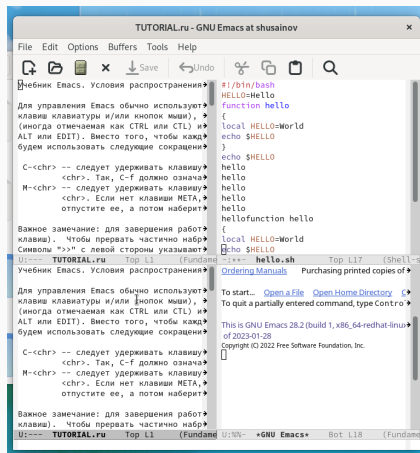 TUTORIAL.ru - GNU Emacs at shusainov
File Edit Options Buffers Tools Help
Save Undo
Учебник Emacs. Условия распространения
Для управления Emacs обычно используют
клавиш клавиатуры и/или кнопок мыши),
(иногда отмечаемая как CTRL или CTL) и
ALT или EDIT). Вместо того, чтобы кажд
будем использовать следующие сокращени
C-<chr> -- следует удерживать клавишу
<chr>. Так, C-f должно означа
M-<chr> -- следует удерживать клавишу
<chr>. Если нет клавиши META,
отпустите ее, а потом наберит
Важное замечание: для завершения работ
клавиш). Чтобы прервать частично набр
Символы ">>" с левой стороны указывают
U:--- TUTORIAL.ru Top L1 (Fundame
#!/bin/bash
HELLO=Hello
function hello
{
local HELLO=World
echo $HELLO
}
echo $HELLO
hello
hello
hello
hello
hello
hellofunction hello
{
local HELLO=World
echo $HELLO
-:**- hello.sh Top L17 (Shell-s
Учебник Emacs. Условия распространения
Для управления Emacs обычно используют
клавиш клавиатуры и/или кнопок мыши),
(иногда отмечаемая как CTRL или CTL) и
ALT или EDIT). Вместо того, чтобы кажд
будем использовать следующие сокращени
C-<chr> -- следует удерживать клавишу
<chr>. Так, C-f должно означа
M-<chr> -- следует удерживать клавишу
<chr>. Если нет клавиши META,
отпустите ее, а потом наберит
Важное замечание: для завершения работ
клавиш). Чтобы прервать частично набр
U:--- TUTORIAL.ru Top L1 (Fundame
Ordering Manuals Purchasing printed copies of
To start... Open a File Open Home Directory C
To quit a partially entered command, type Contro
This is GNU Emacs 28.2 (build 1, x86_64-redhat-linux
of 2023-01-28
Copyright (C) 2022 Free Software Foundation, Inc.
U:%%- *GNU Emacs* Bot L18 (Fundame